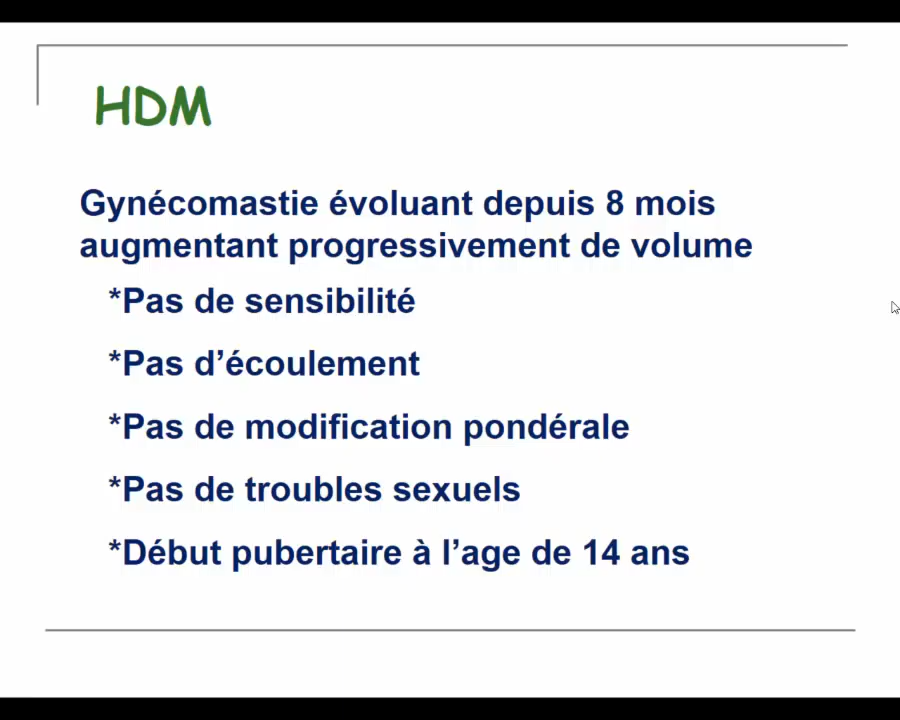 HDM
Gynécomastie évoluant depuis 8 mois
augmentant progressivement de volume
*Pas de sensibilité
*Pas d’écoulement
*Pas de modification pondérale
*Pas de troubles sexuels
*Début pubertaire à l’age de 14 ans